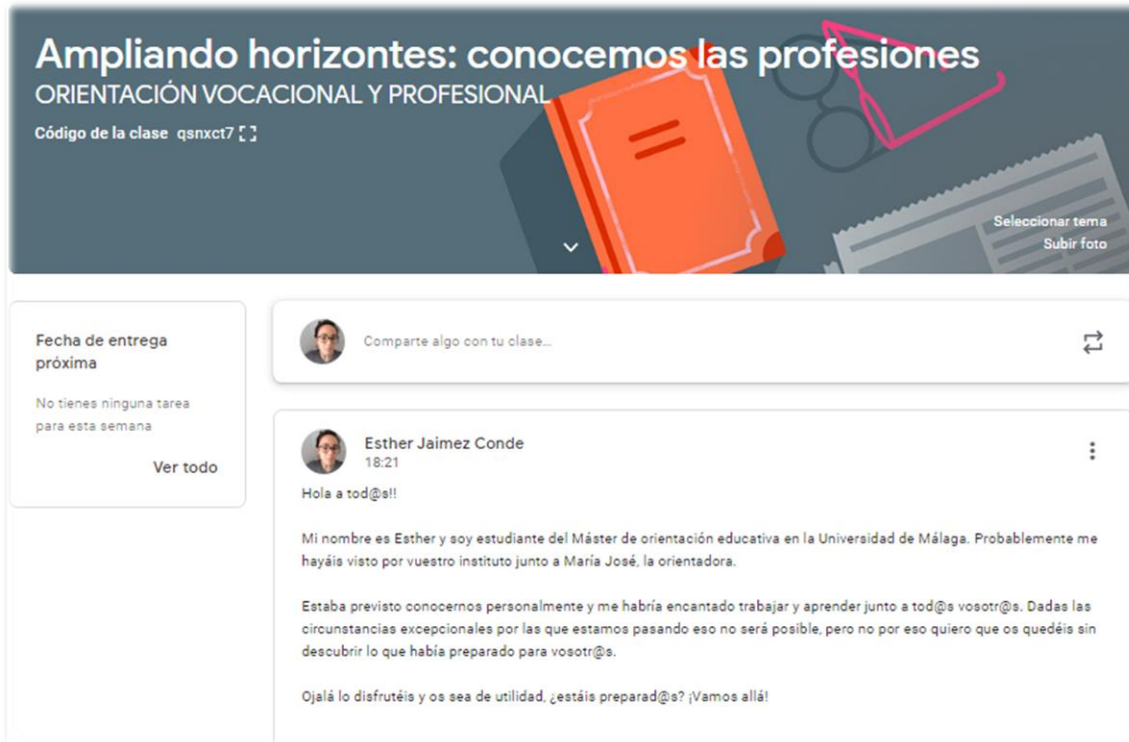 Ampliando horizontes: conocemos las profesiones
ORIENTACIÓN VOCACIONAL Y PROFESIONAL
Código de la clase qsnxct7
Seleccionar tema
Subir foto
Fecha de entrega
próxima
No tienes ninguna tarea
para esta semana
Ver todo
Comparte algo con tu clase...
Esther Jaimez Conde
18:21
Hola a tod@s!!
Mi nombre es Esther y soy estudiante del Máster de orientación educativa en la Universidad de Málaga. Probablemente me
hayáis visto por vuestro instituto junto a María José, la orientadora.
Estaba previsto conocernos personalmente y me habría encantado trabajar y aprender junto a tod@s vosotr@s. Dadas las
circunstancias excepcionales por las que estamos pasando eso no será posible, pero no por eso quiero que os quedéis sin
descubrir lo que había preparado para vosotr@s.
Ojalá lo disfrutéis y os sea de utilidad, ¿estáis preparad@s? ¡Vamos allá!